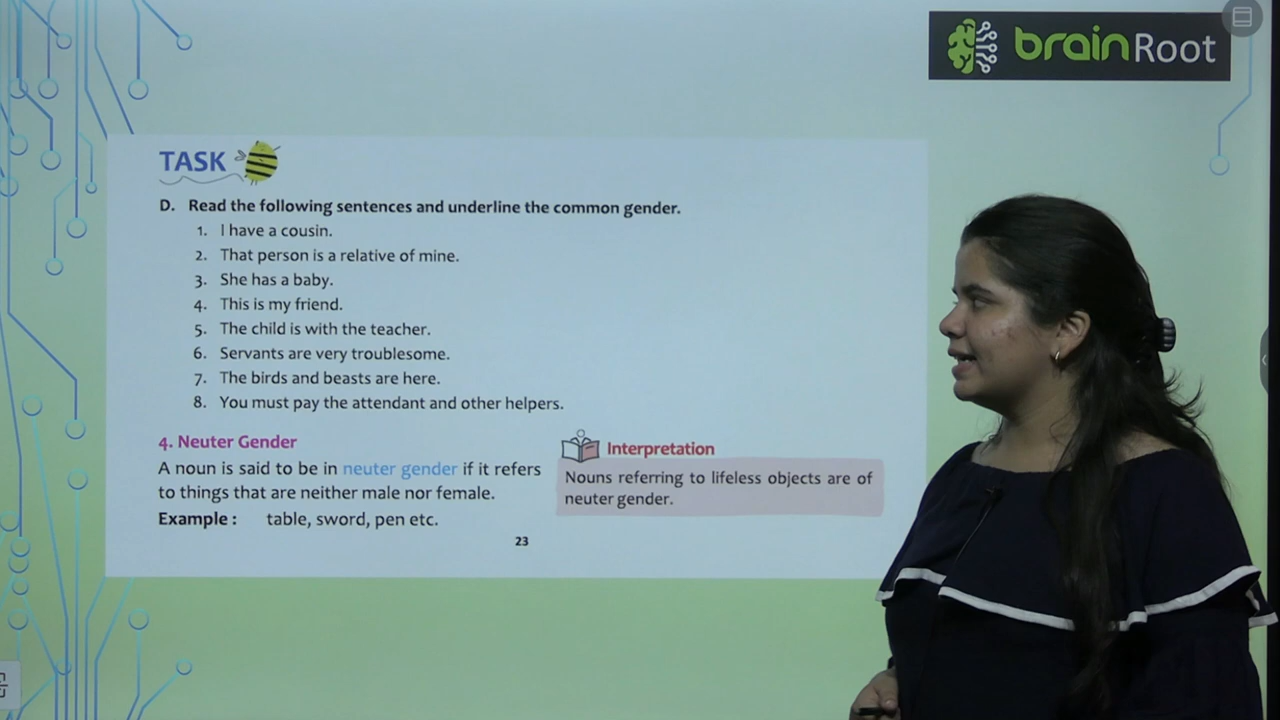 brainRoot
TASK
D. Read the following sentences and underline the common gender.
1. I have a cousin.
2. That person is a relative of mine.
3. She has a baby.
4. This is my friend.
5. The child is with the teacher.
6. Servants are very troublesome.
7. The birds and beasts are here.
8. You must pay the attendant and other helpers.
4. Neuter Gender
A noun is said to be in neuter gender if it refers
to things that are neither male nor female.
Example : table, sword, pen etc.
Interpretation
Nouns referring to lifeless objects are of
neuter gender.
23